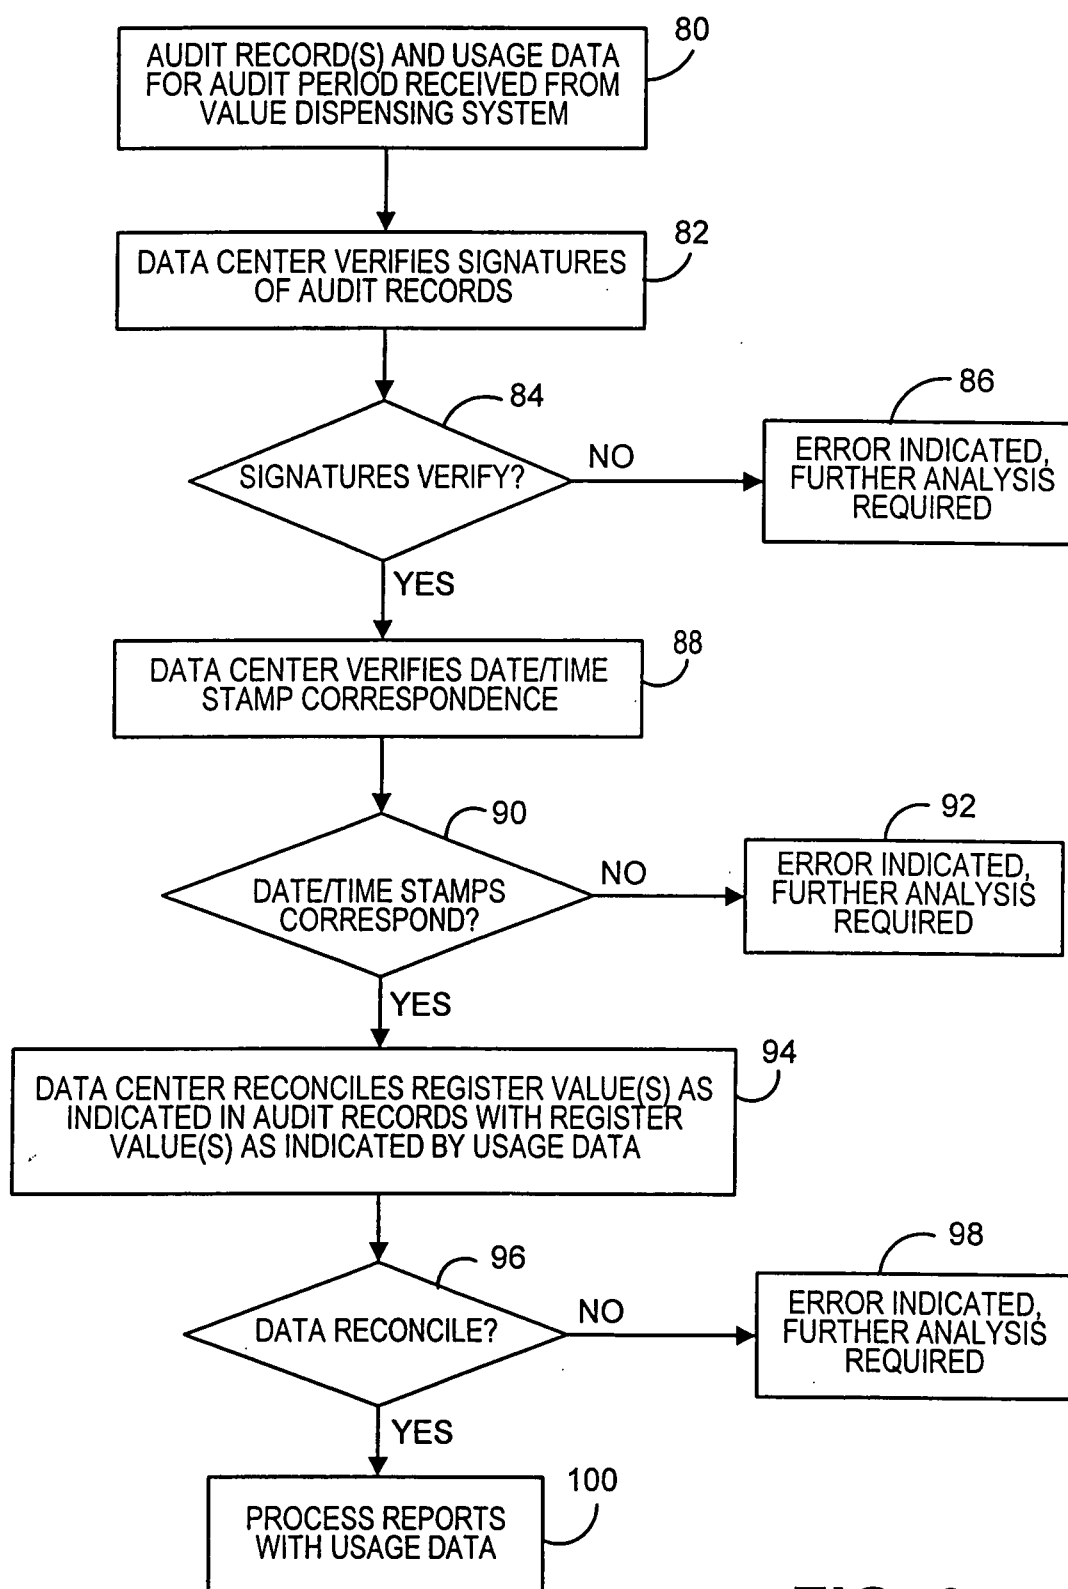 80
AUDIT RECORD(S) AND USAGE DATA
FOR AUDIT PERIOD RECEIVED FROM
VALUE DISPENSING SYSTEM
82
DATA CENTER VERIFIES SIGNATURES
OF AUDIT RECORDS
84
SIGNATURES VERIFY?
NO
86
ERROR INDICATED,
FURTHER ANALYSIS
REQUIRED
YES
88
DATA CENTER VERIFIES DATE/TIME
STAMP CORRESPONDENCE
90
DATE/TIME STAMPS
CORRESPOND?
NO
92
ERROR INDICATED,
FURTHER ANALYSIS
REQUIRED
YES
94
DATA CENTER RECONCILES REGISTER VALUE(S) AS
INDICATED IN AUDIT RECORDS WITH REGISTER
VALUE(S) AS INDICATED BY USAGE DATA
96
DATA RECONCILE?
NO
98
ERROR INDICATED,
FURTHER ANALYSIS
REQUIRED
YES
100
PROCESS REPORTS
WITH USAGE DATA